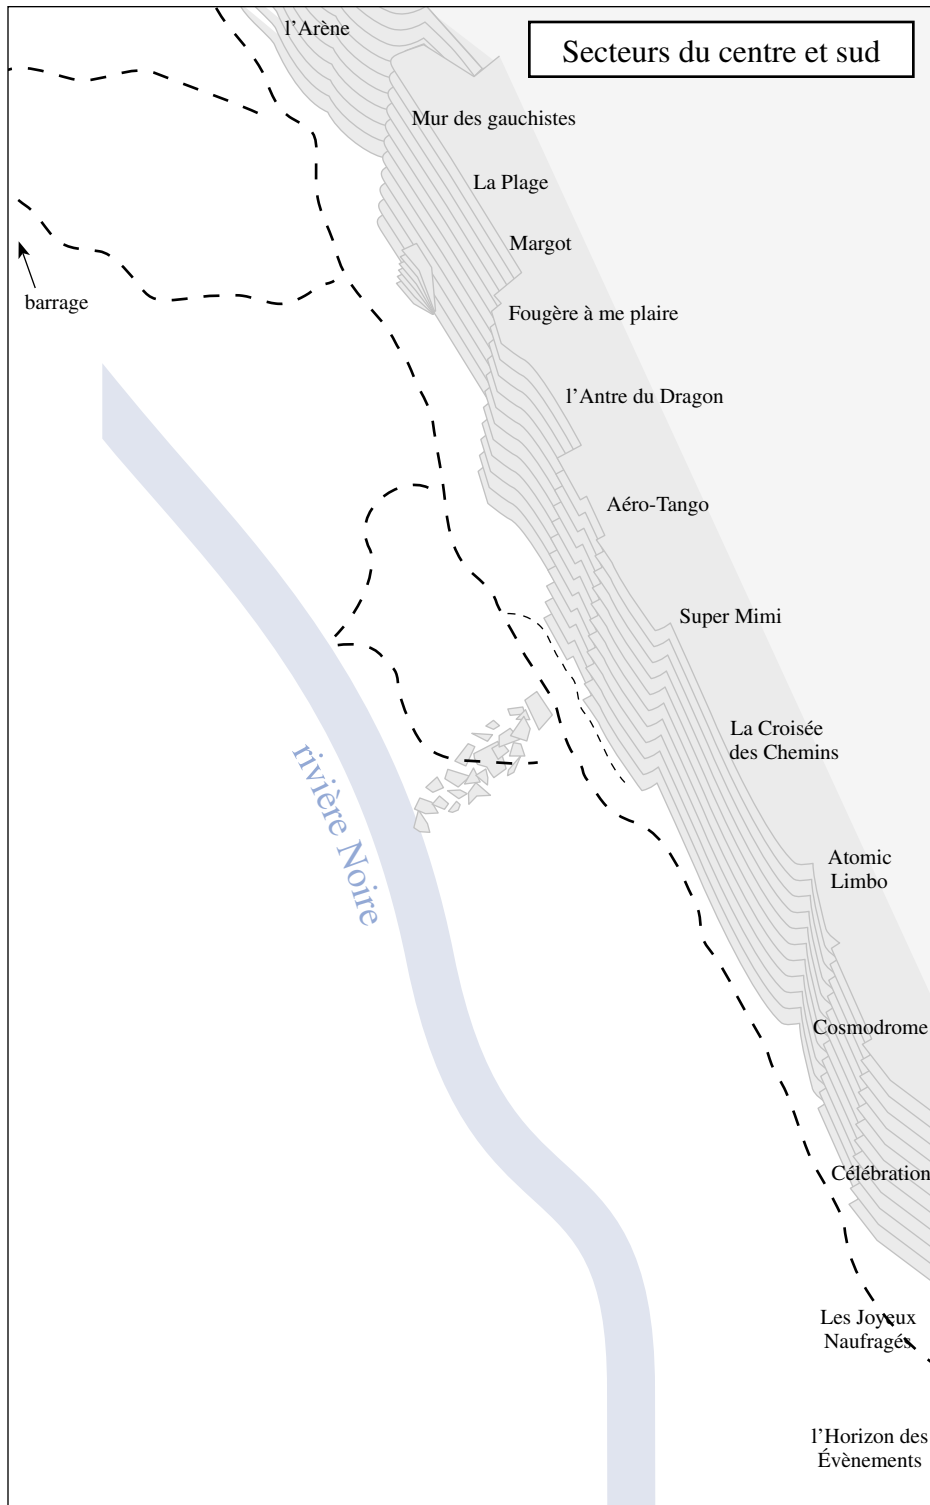 l’Arène
Secteurs du centre et sud
Mur des gauchistes
La Plage
Margot
barrage
Fougère à me plaire
l’Antre du Dragon
Aéro-Tango
Super Mimi
La Croisée
des Chemins
rivière Noire
Atomic
Limbo
Cosmodrome
Célébration
Les Joyeux
Naufragés
l’Horizon des
Évènements